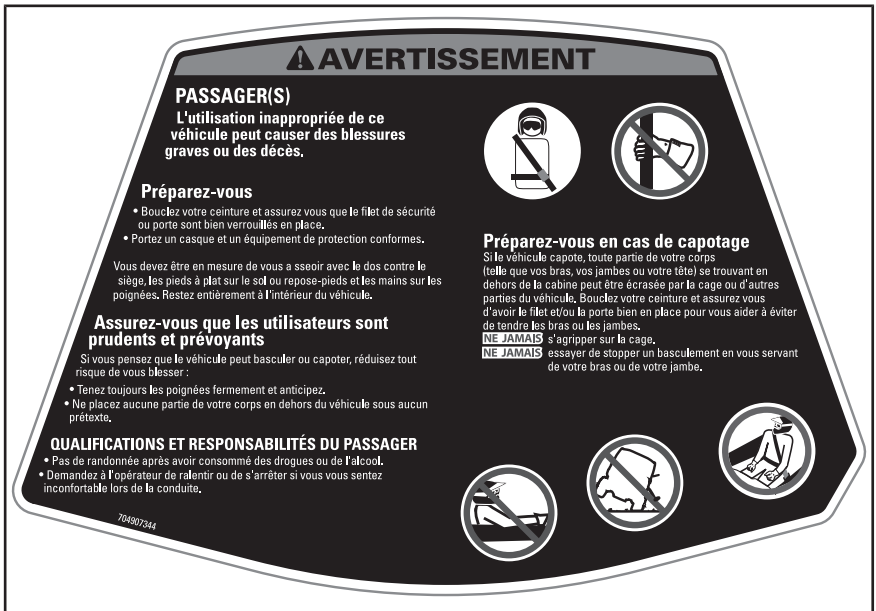 AVERTISSEMENT
PASSAGER(S)
L'utilisation inappropriée de ce
véhicule peut causer des blessures
graves ou des décès.
Préparez-vous
• Bouclez votre ceinture et assurez vous que le filet de sécurité
ou porte sont bien verrouillés en place.
• Portez un casque et un équipement de protection conformes.
Vous devez être en mesure de vous a sseoir avec le dos contre le
siège, les pieds à plat sur le sol ou repose-pieds et les mains sur les
poignées. Restez entièrement à l'intérieur du véhicule.
Assurez-vous que les utilisateurs sont
prudents et prévoyants
Si vous pensez que le véhicule peut basculer ou capoter, réduisez tout
risque de vous blesser :
• Tenez toujours les poignées fermement et anticipez.
• Ne placez aucune partie de votre corps en dehors du véhicule sous aucun
prétexte.
QUALIFICATIONS ET RESPONSABILITÉS DU PASSAGER
• Pas de randonnée après avoir consommé des drogues ou de l'alcool.
• Demandez à l'opérateur de ralentir ou de s'arrêter si vous vous sentez
inconfortable lors de la conduite.
704907344
Préparez-vous en cas de capotage
Si le véhicule capote, toute partie de votre corps
(telle que vos bras, vos jambes ou votre tête) se trouvant en
dehors de la cabine peut être écrasée par la cage ou d'autres
parties du véhicule. Bouclez votre ceinture et assurez vous
d'avoir le filet et/ou la porte bien en place pour vous aider à éviter
de tendre les bras ou les jambes.
NE JAMAIS s'agripper sur la cage.
NE JAMAIS essayer de stopper un basculement en vous servant
de votre bras ou de votre jambe.